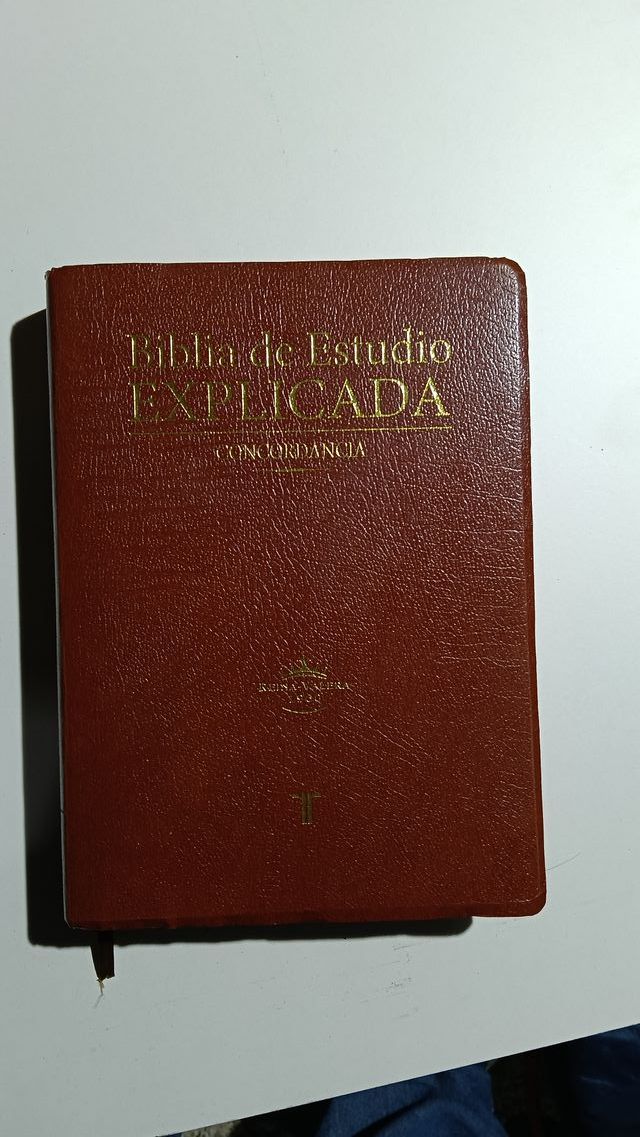 Biblia de Estudio
EXPLICADA
CONCORDANCIA
REINA-VALERA